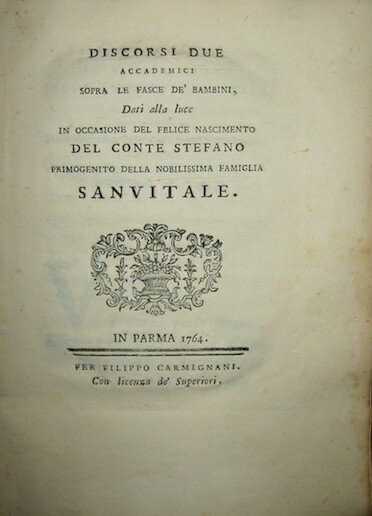 DISCORSI DUE
ACCADEMICI
SOPRA LE FASCE DE' BAMBINI,
Dati alla luce
IN OCCASIONE DEL FELICE NASCIMENTO
DEL CONTE STEFANO
PRIMOGENITO DELLA NOBILISSIMA FAMIGLIA
SANVITALE.
IN PARMA 1764.
PER FILIPPO CARMIGNANI.
Con licenza de' Superiori.